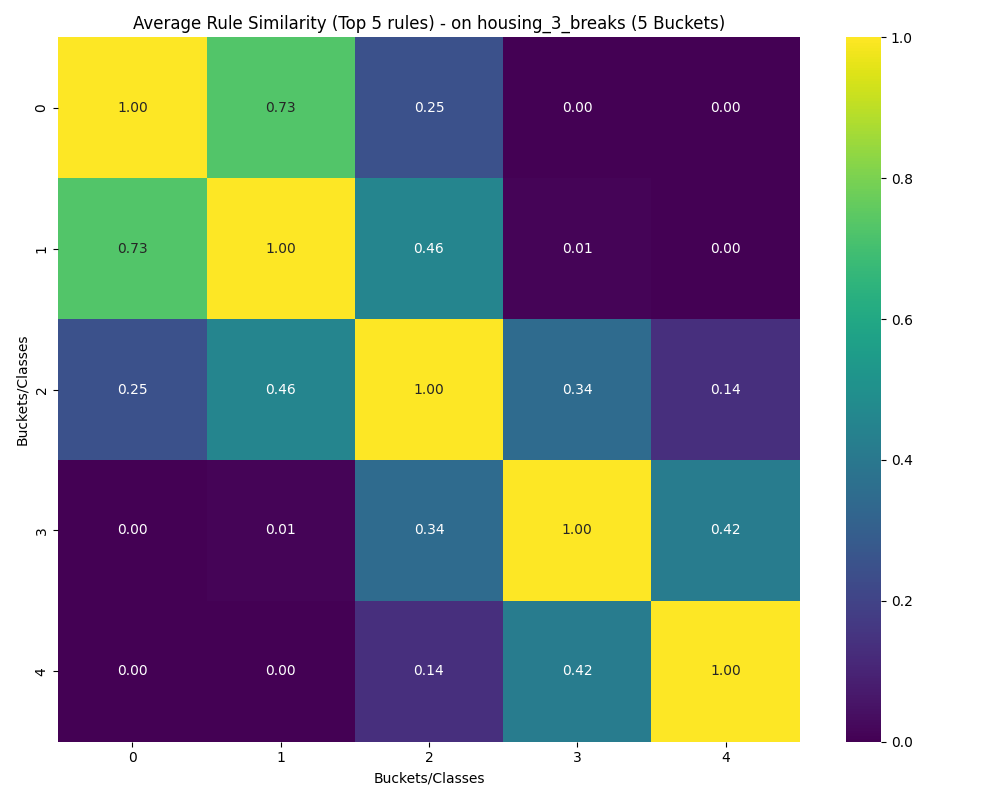 Average Rule Similarity (Top 5 rules) - on housing_3_breaks (5 Buckets)
0 1.00 0.73 0.25 0.00 0.00
1 0.73 1.00 0.46 0.01 0.00
2 0.25 0.46 1.00 0.34 0.14
3 0.00 0.01 0.34 1.00 0.42
4 0.00 0.00 0.14 0.42 1.00
0 1 2 3 4
Buckets/Classes
Buckets/Classes
1.0
0.8
0.6
0.4
0.2
0.0